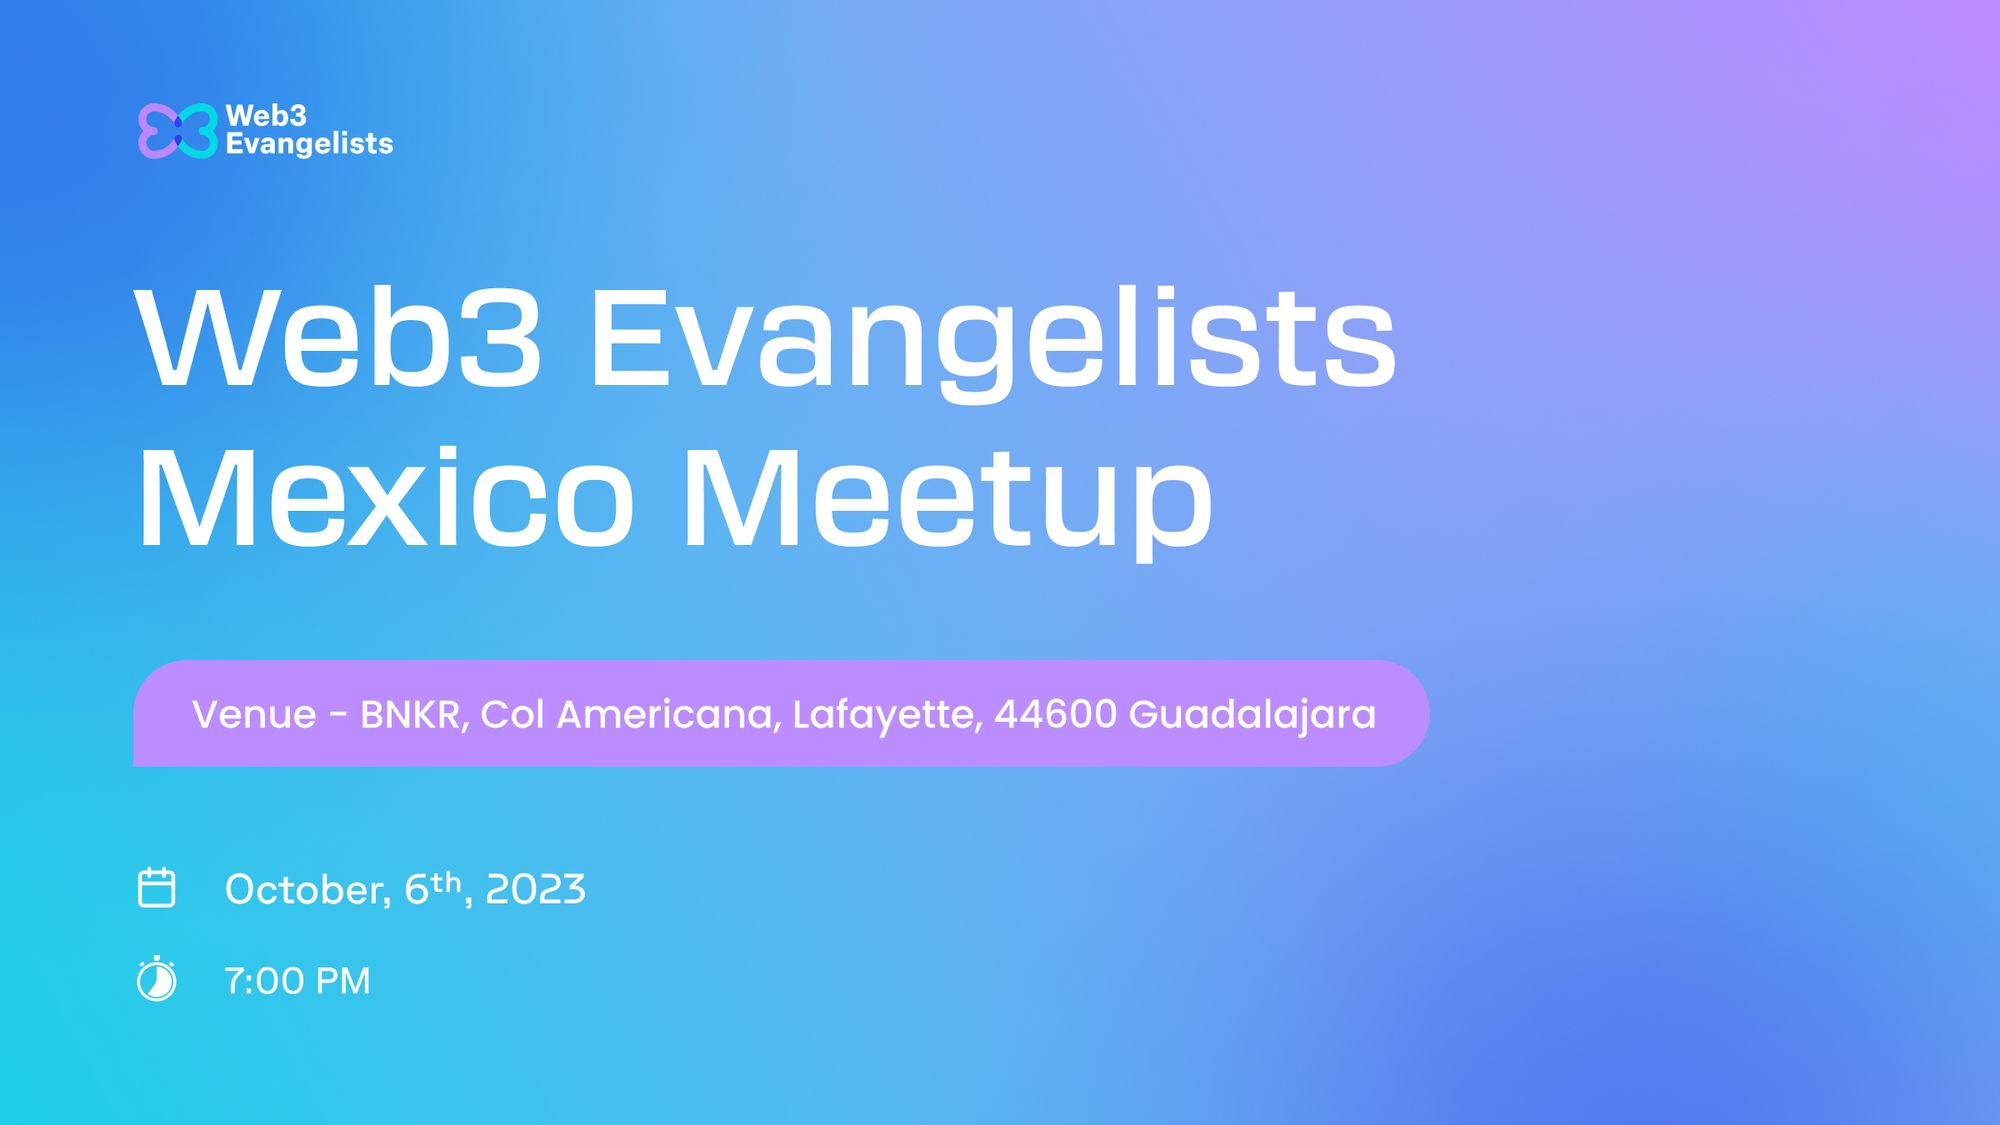 Web3
Evangelists
Web3 Evangelists
Mexico Meetup
Venue - BNKR, Col Americana, Lafayette, 44600 Guadalajara
October, 6th, 2023
7:00 PM